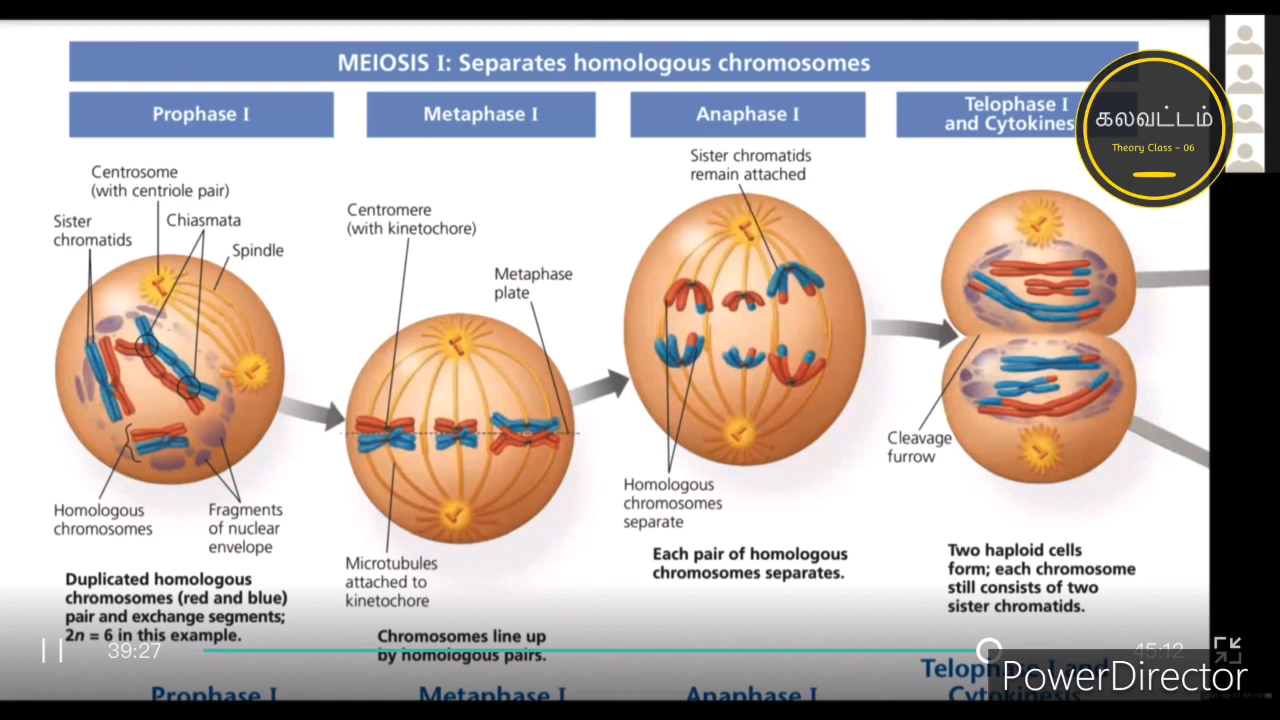 MEIOSIS I: Separates homologous chromosomes
Prophase I
Metaphase I
Anaphase I
Telophase I
and Cytokines
கலவட்டம்
Theory Class - 06
Centrosome
(with centriole pair)
Sister
chromatids
Chiasmata
Spindle
Homologous
chromosomes
Fragments
of nuclear
envelope
Duplicated homologous
chromosomes (red and blue)
pair and exchange segments;
2n = 6 in this example.
Centromere
(with kinetochore)
Metaphase
plate
Microtubules
attached to
kinetochore
Chromosomes line up
by homologous pairs.
Sister chromatids
remain attached
Homologous
chromosomes
separate
Each pair of homologous
chromosomes separates.
Cleavage
furrow
Two haploid cells
form; each chromosome
still consists of two
sister chromatids.
39:27
45:12
Prophase I
Metaphase I
Anaphase I
Telophase I and
Cytokinesis
PowerDirector